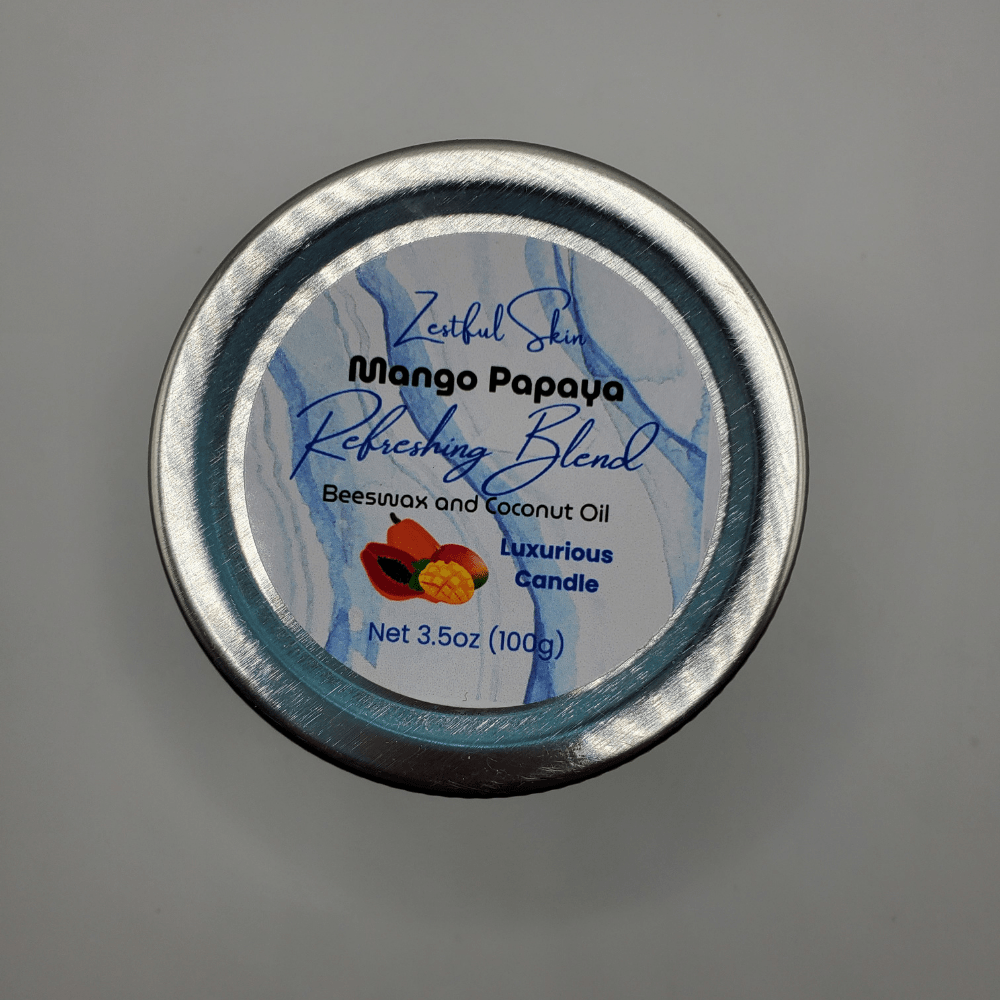 Zestful Skin
Mango Papaya
Refreshing Blend
Beeswax and Coconut Oil
Luxurious
Candle
Net 3.5oz (100g)